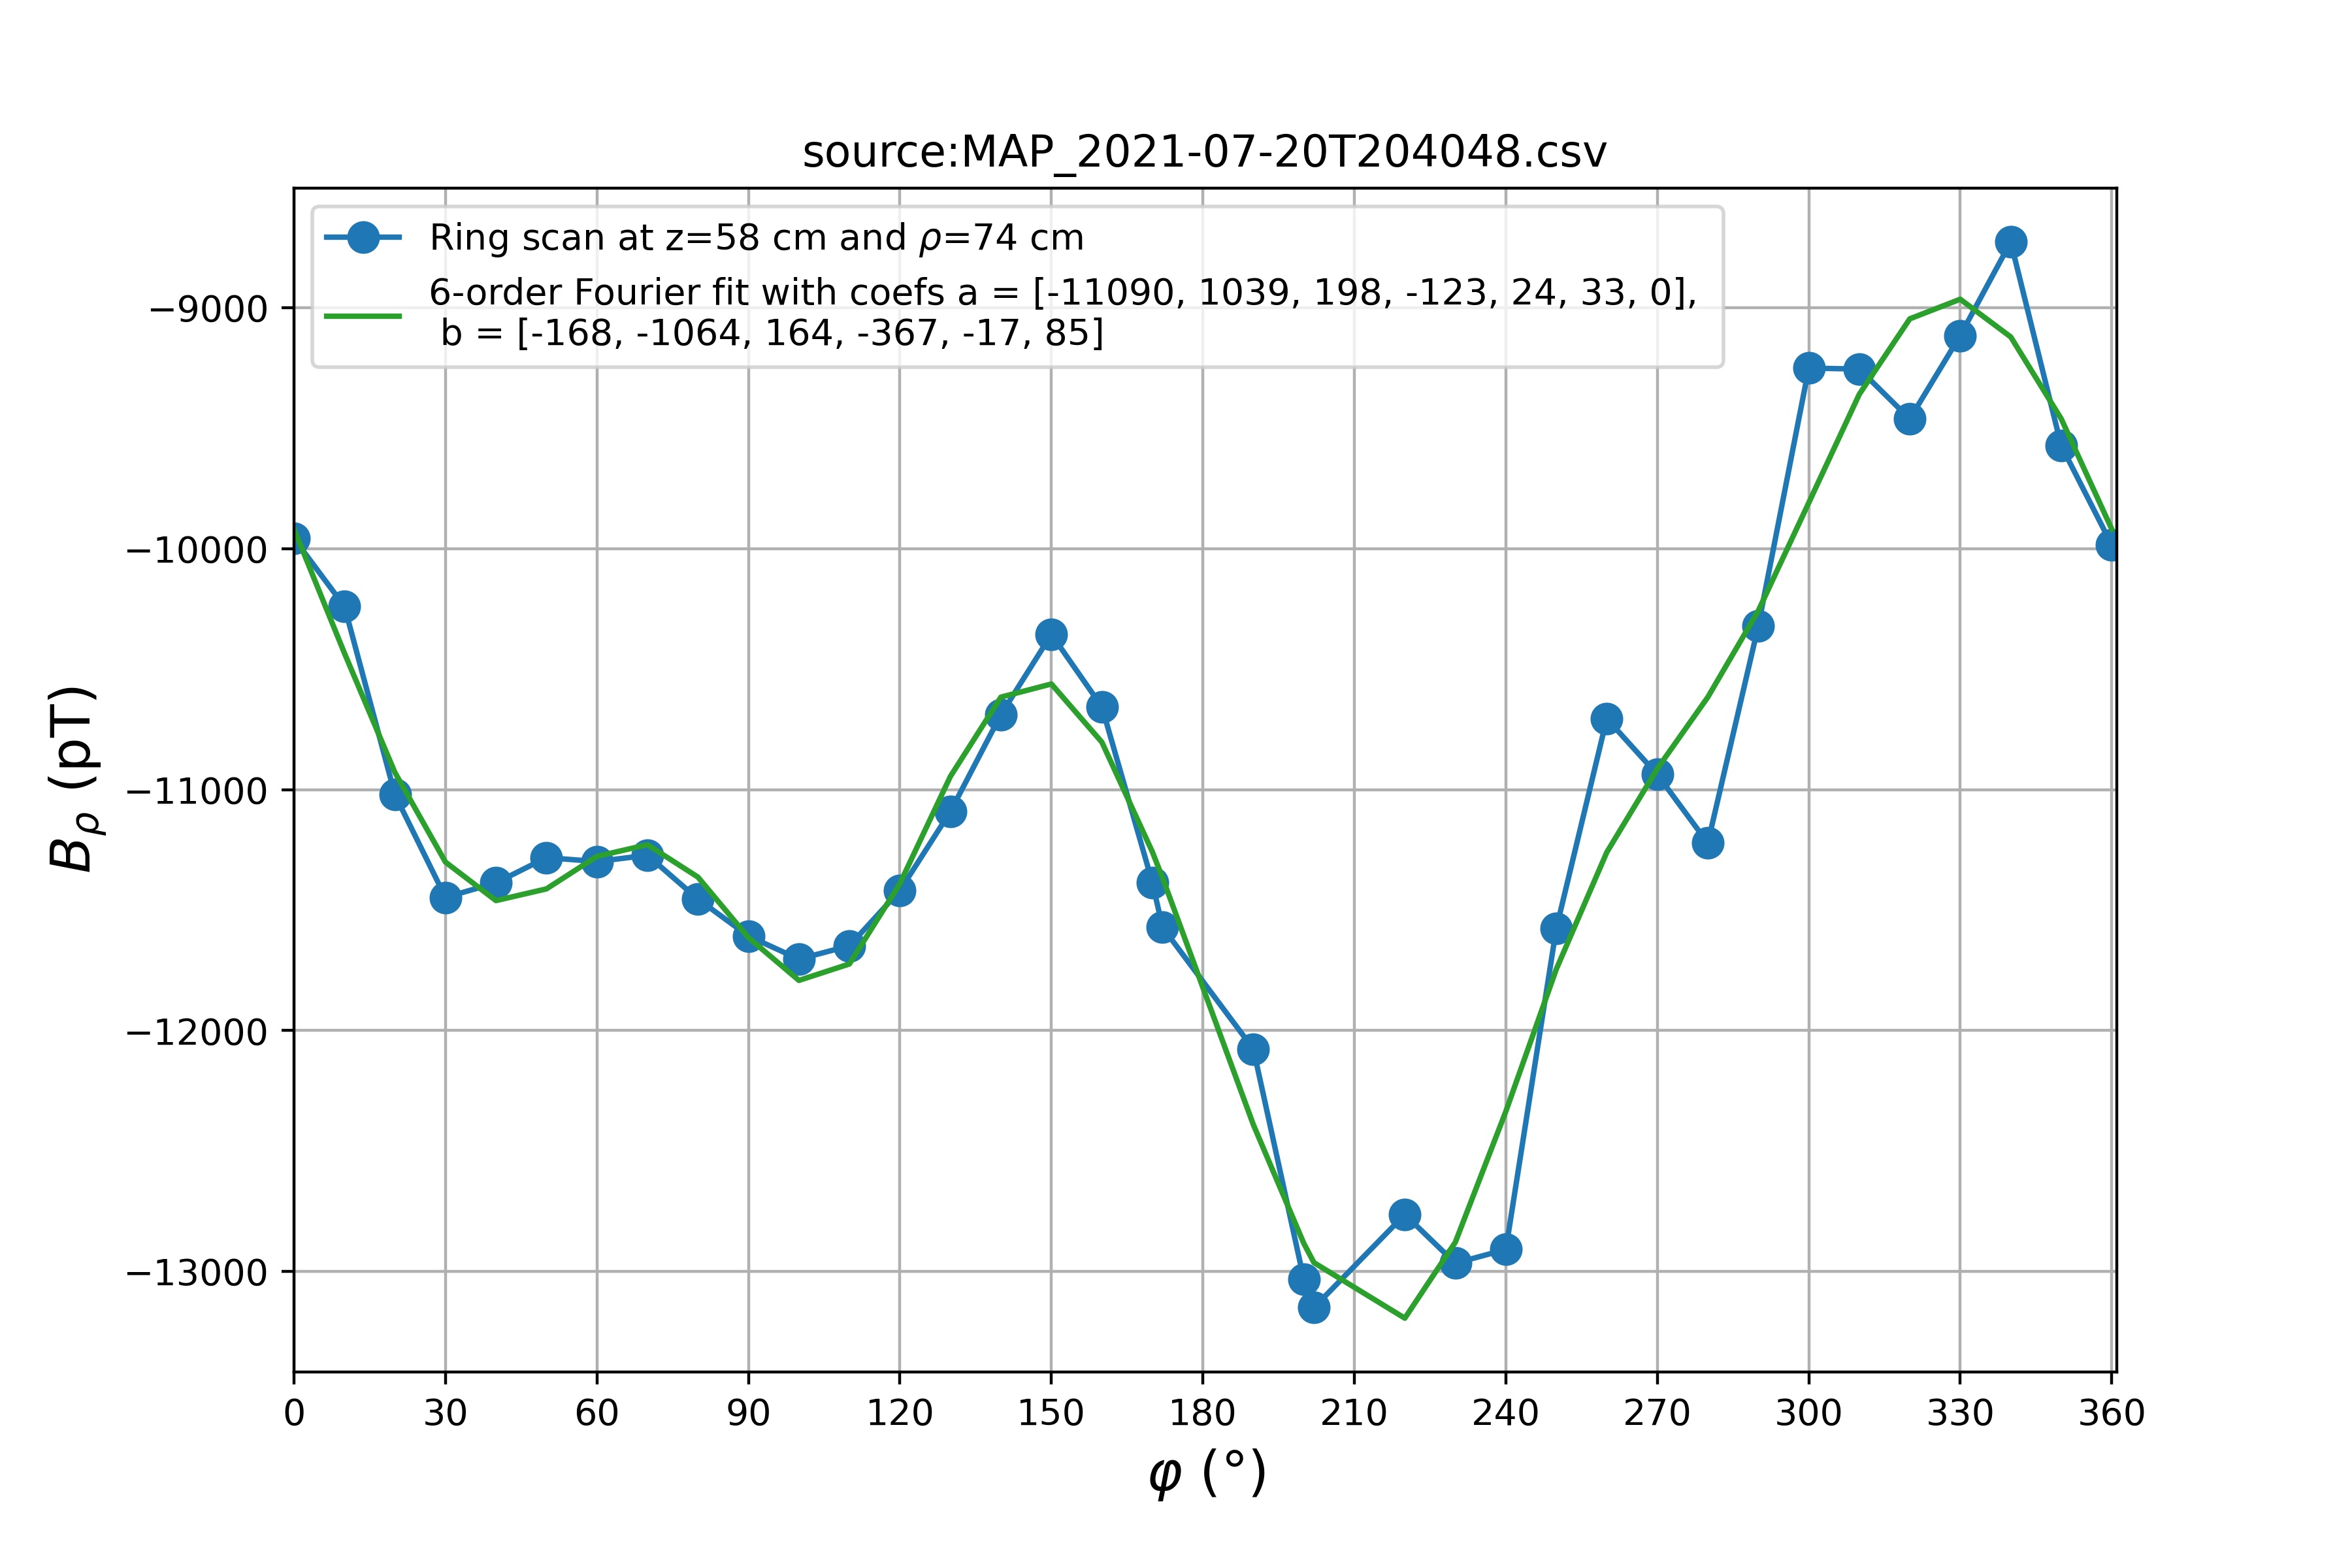 source:MAP_2021-07-20T204048.csv
Ring scan at z=58 cm and ρ=74 cm
6-order Fourier fit with coefs a = [-11090, 1039, 198, -123, 24, 33, 0],
b = [-168, -1064, 164, -367, -17, 85]
−9000
−10000
−11000
−12000
−13000
Bρ (pT)
0 30 60 90 120 150 180 210 240 270 300 330 360
φ (°)